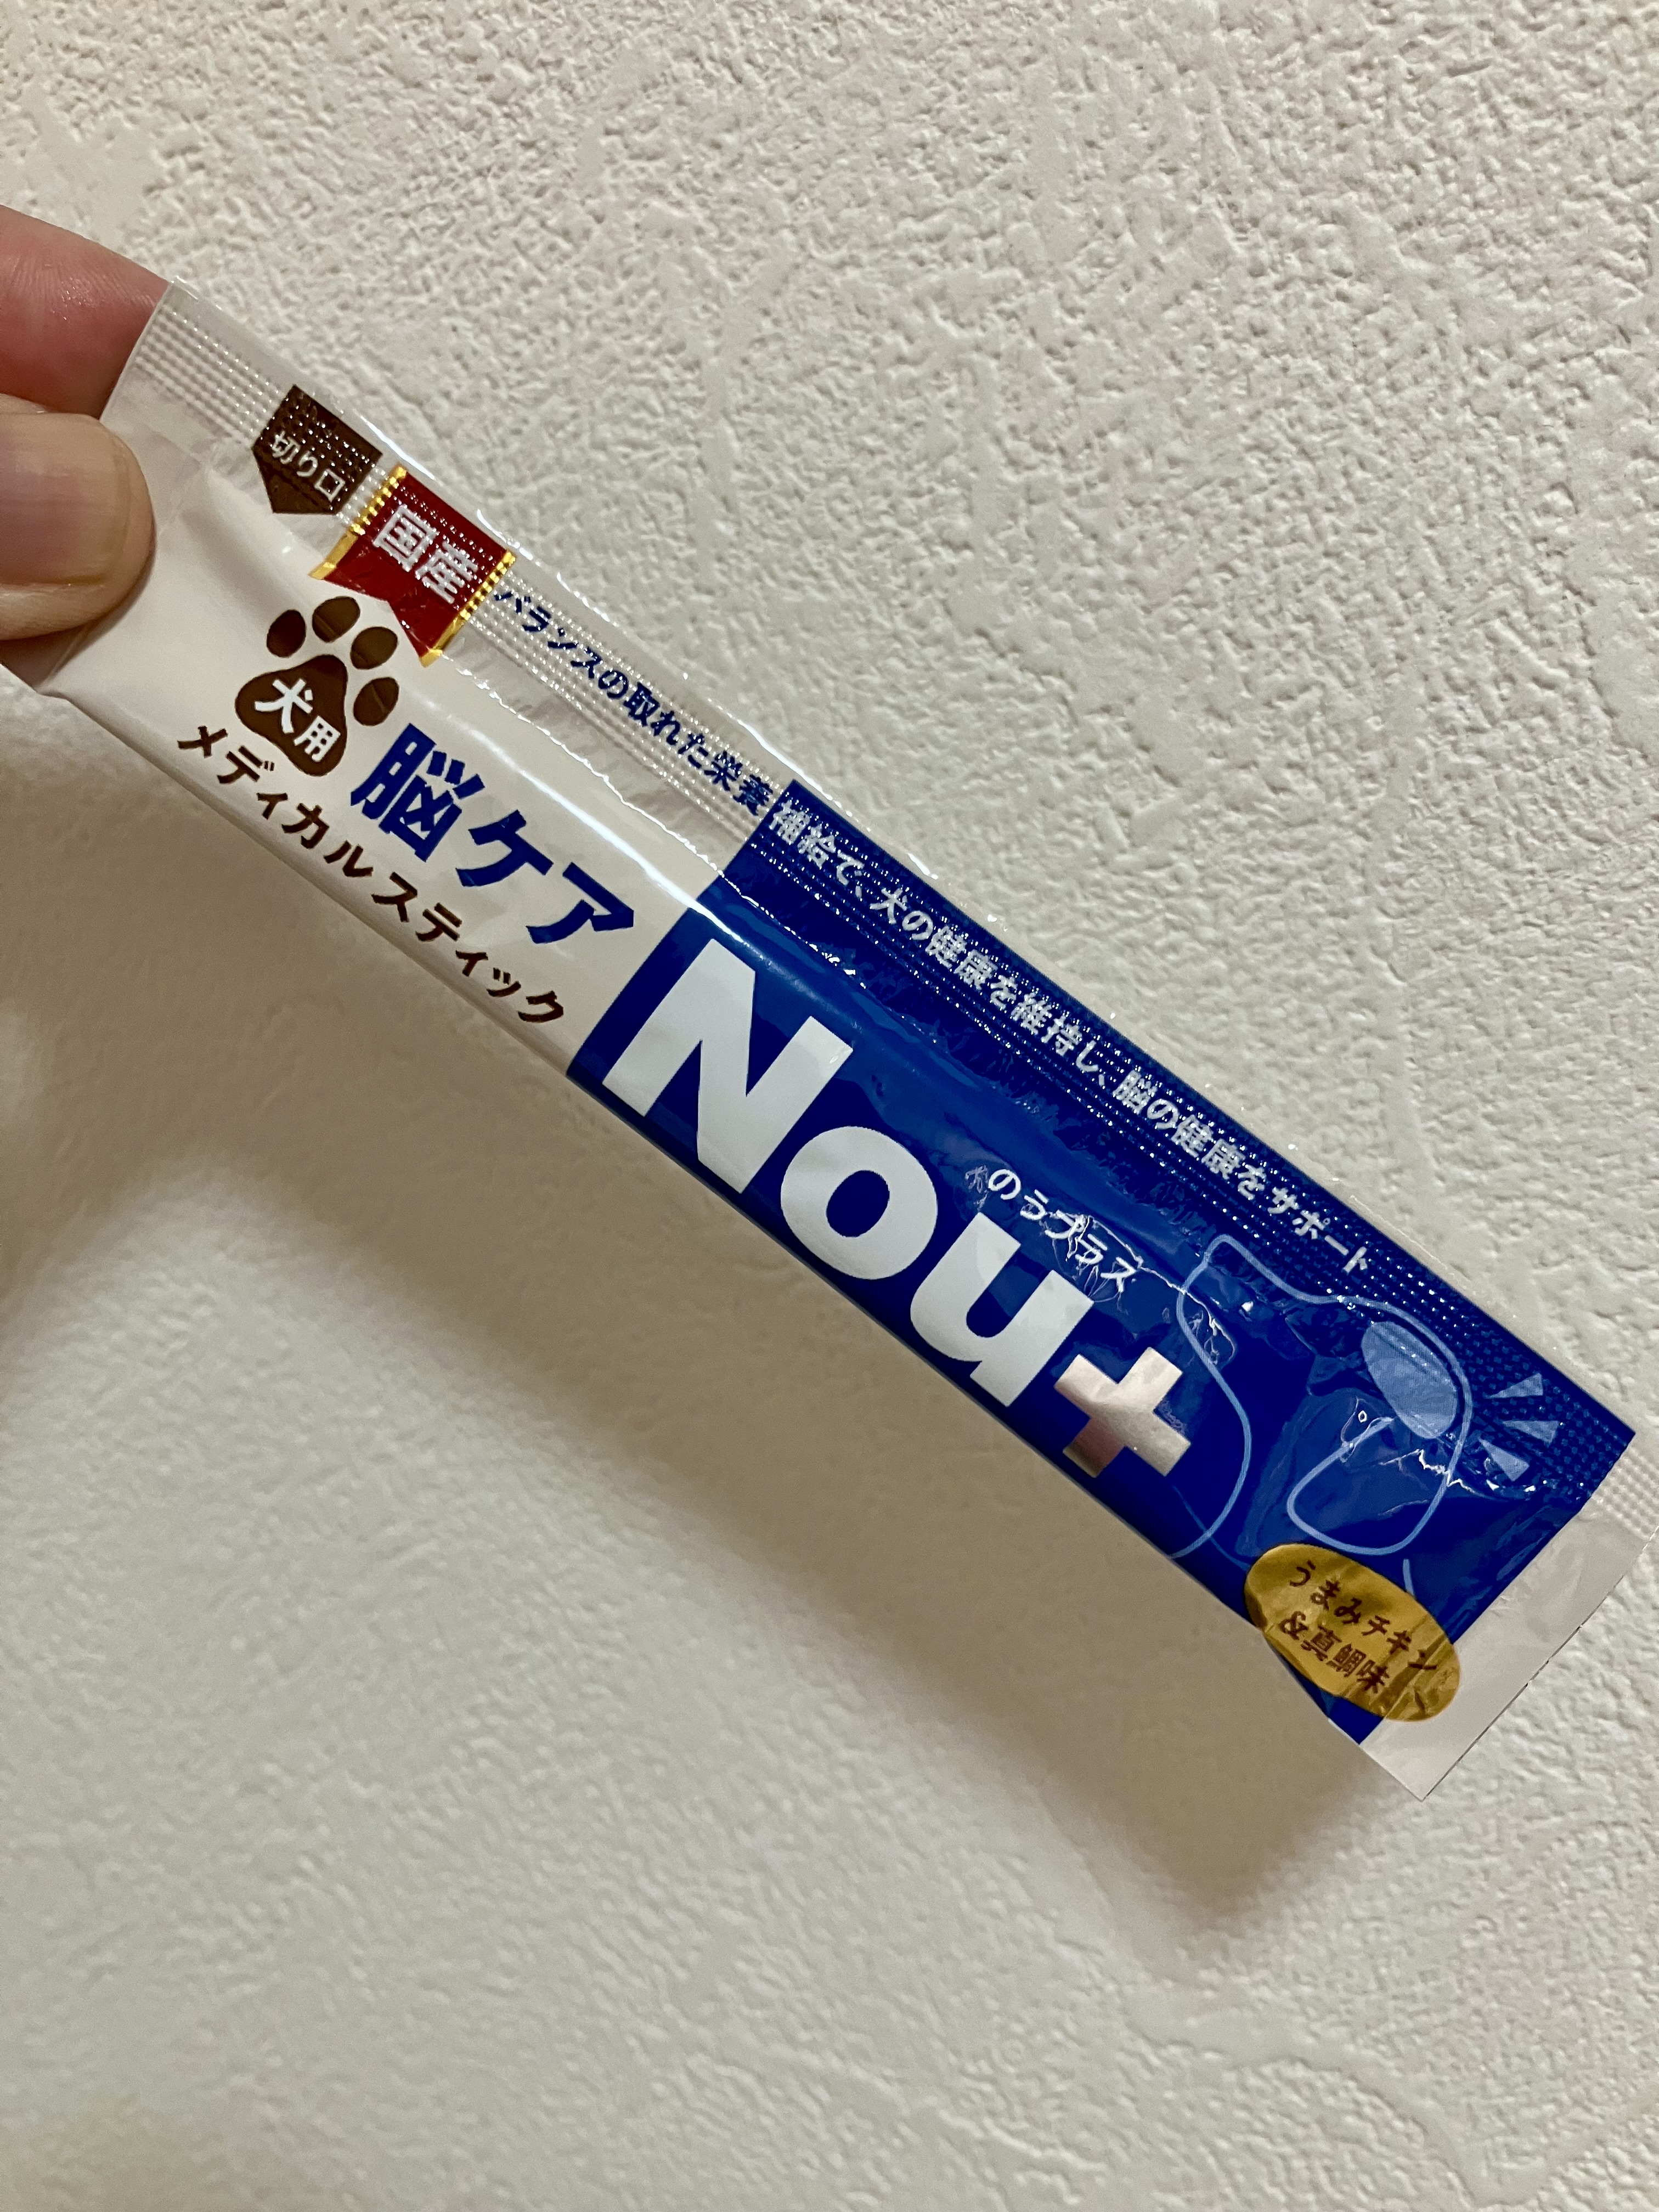 切り口
国産
バランスの取れた栄養補給で、犬の健康を維持し、脳の健康をサポート
犬用
脳ケア
メディカルスティック
のうプラス
Nou+
うまみチキン
&真鯛味